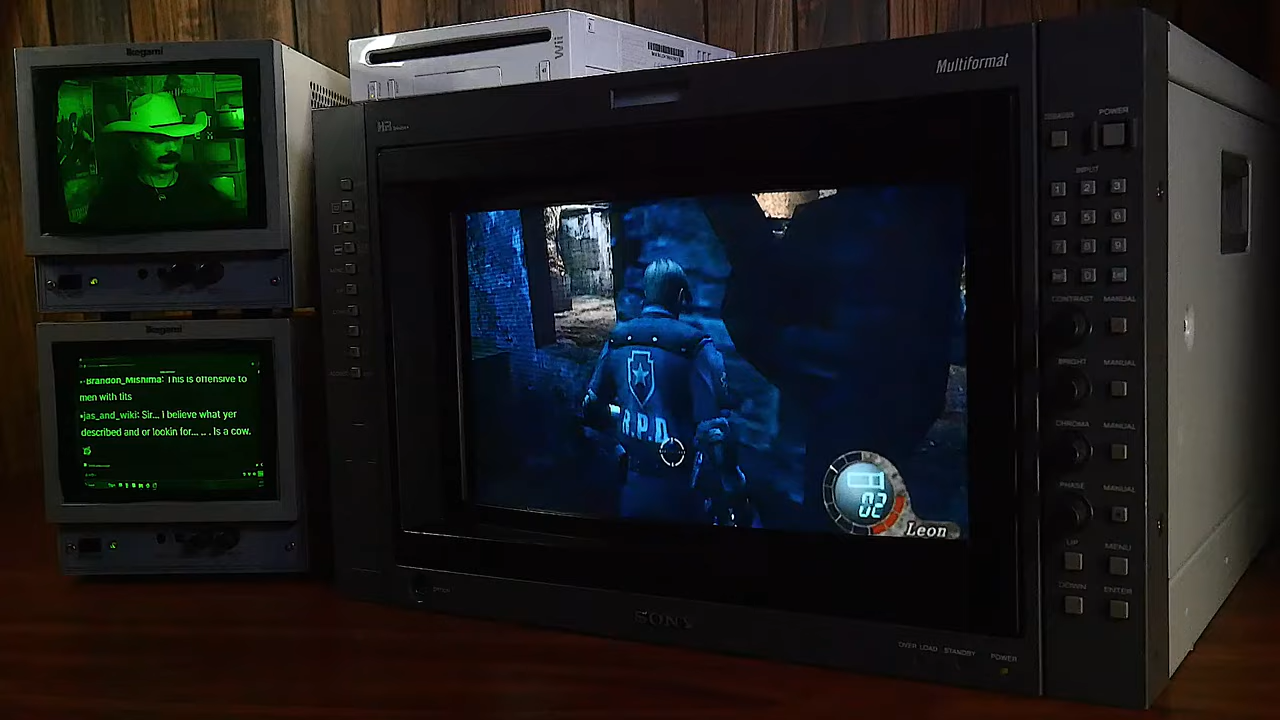 Ikegami
Wii
Multiformat
HR
POWER
INPUT
1 2 3
4 5 6
7 8 9
0
CONTRAST MANUAL
BRIGHT MANUAL
CHROMA MANUAL
PHASE MANUAL
UP MENU
DOWN ENTER
Ikegami
Brandon_Mishima: This is offensive to
men with tits
jas_and_wiki: Sir... I believe what yer
described and or lookin for... .. . Is a cow.
R.P.D.
02
Leon
SONY
OVER LOAD STANDBY POWER